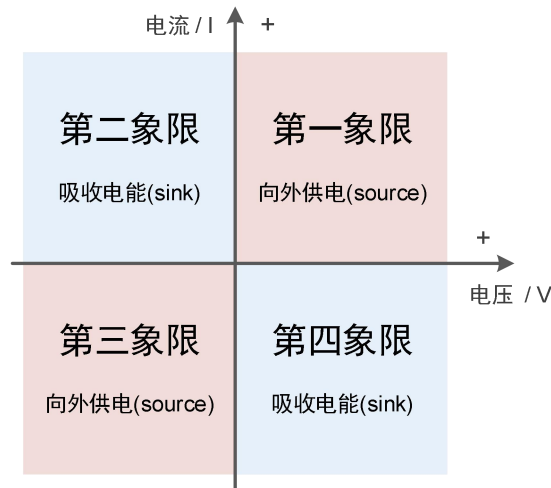 电流 / I +
第二象限 第一象限
吸收电能(sink) 向外供电(source)
+
电压 / V
第三象限 第四象限
向外供电(source) 吸收电能(sink)